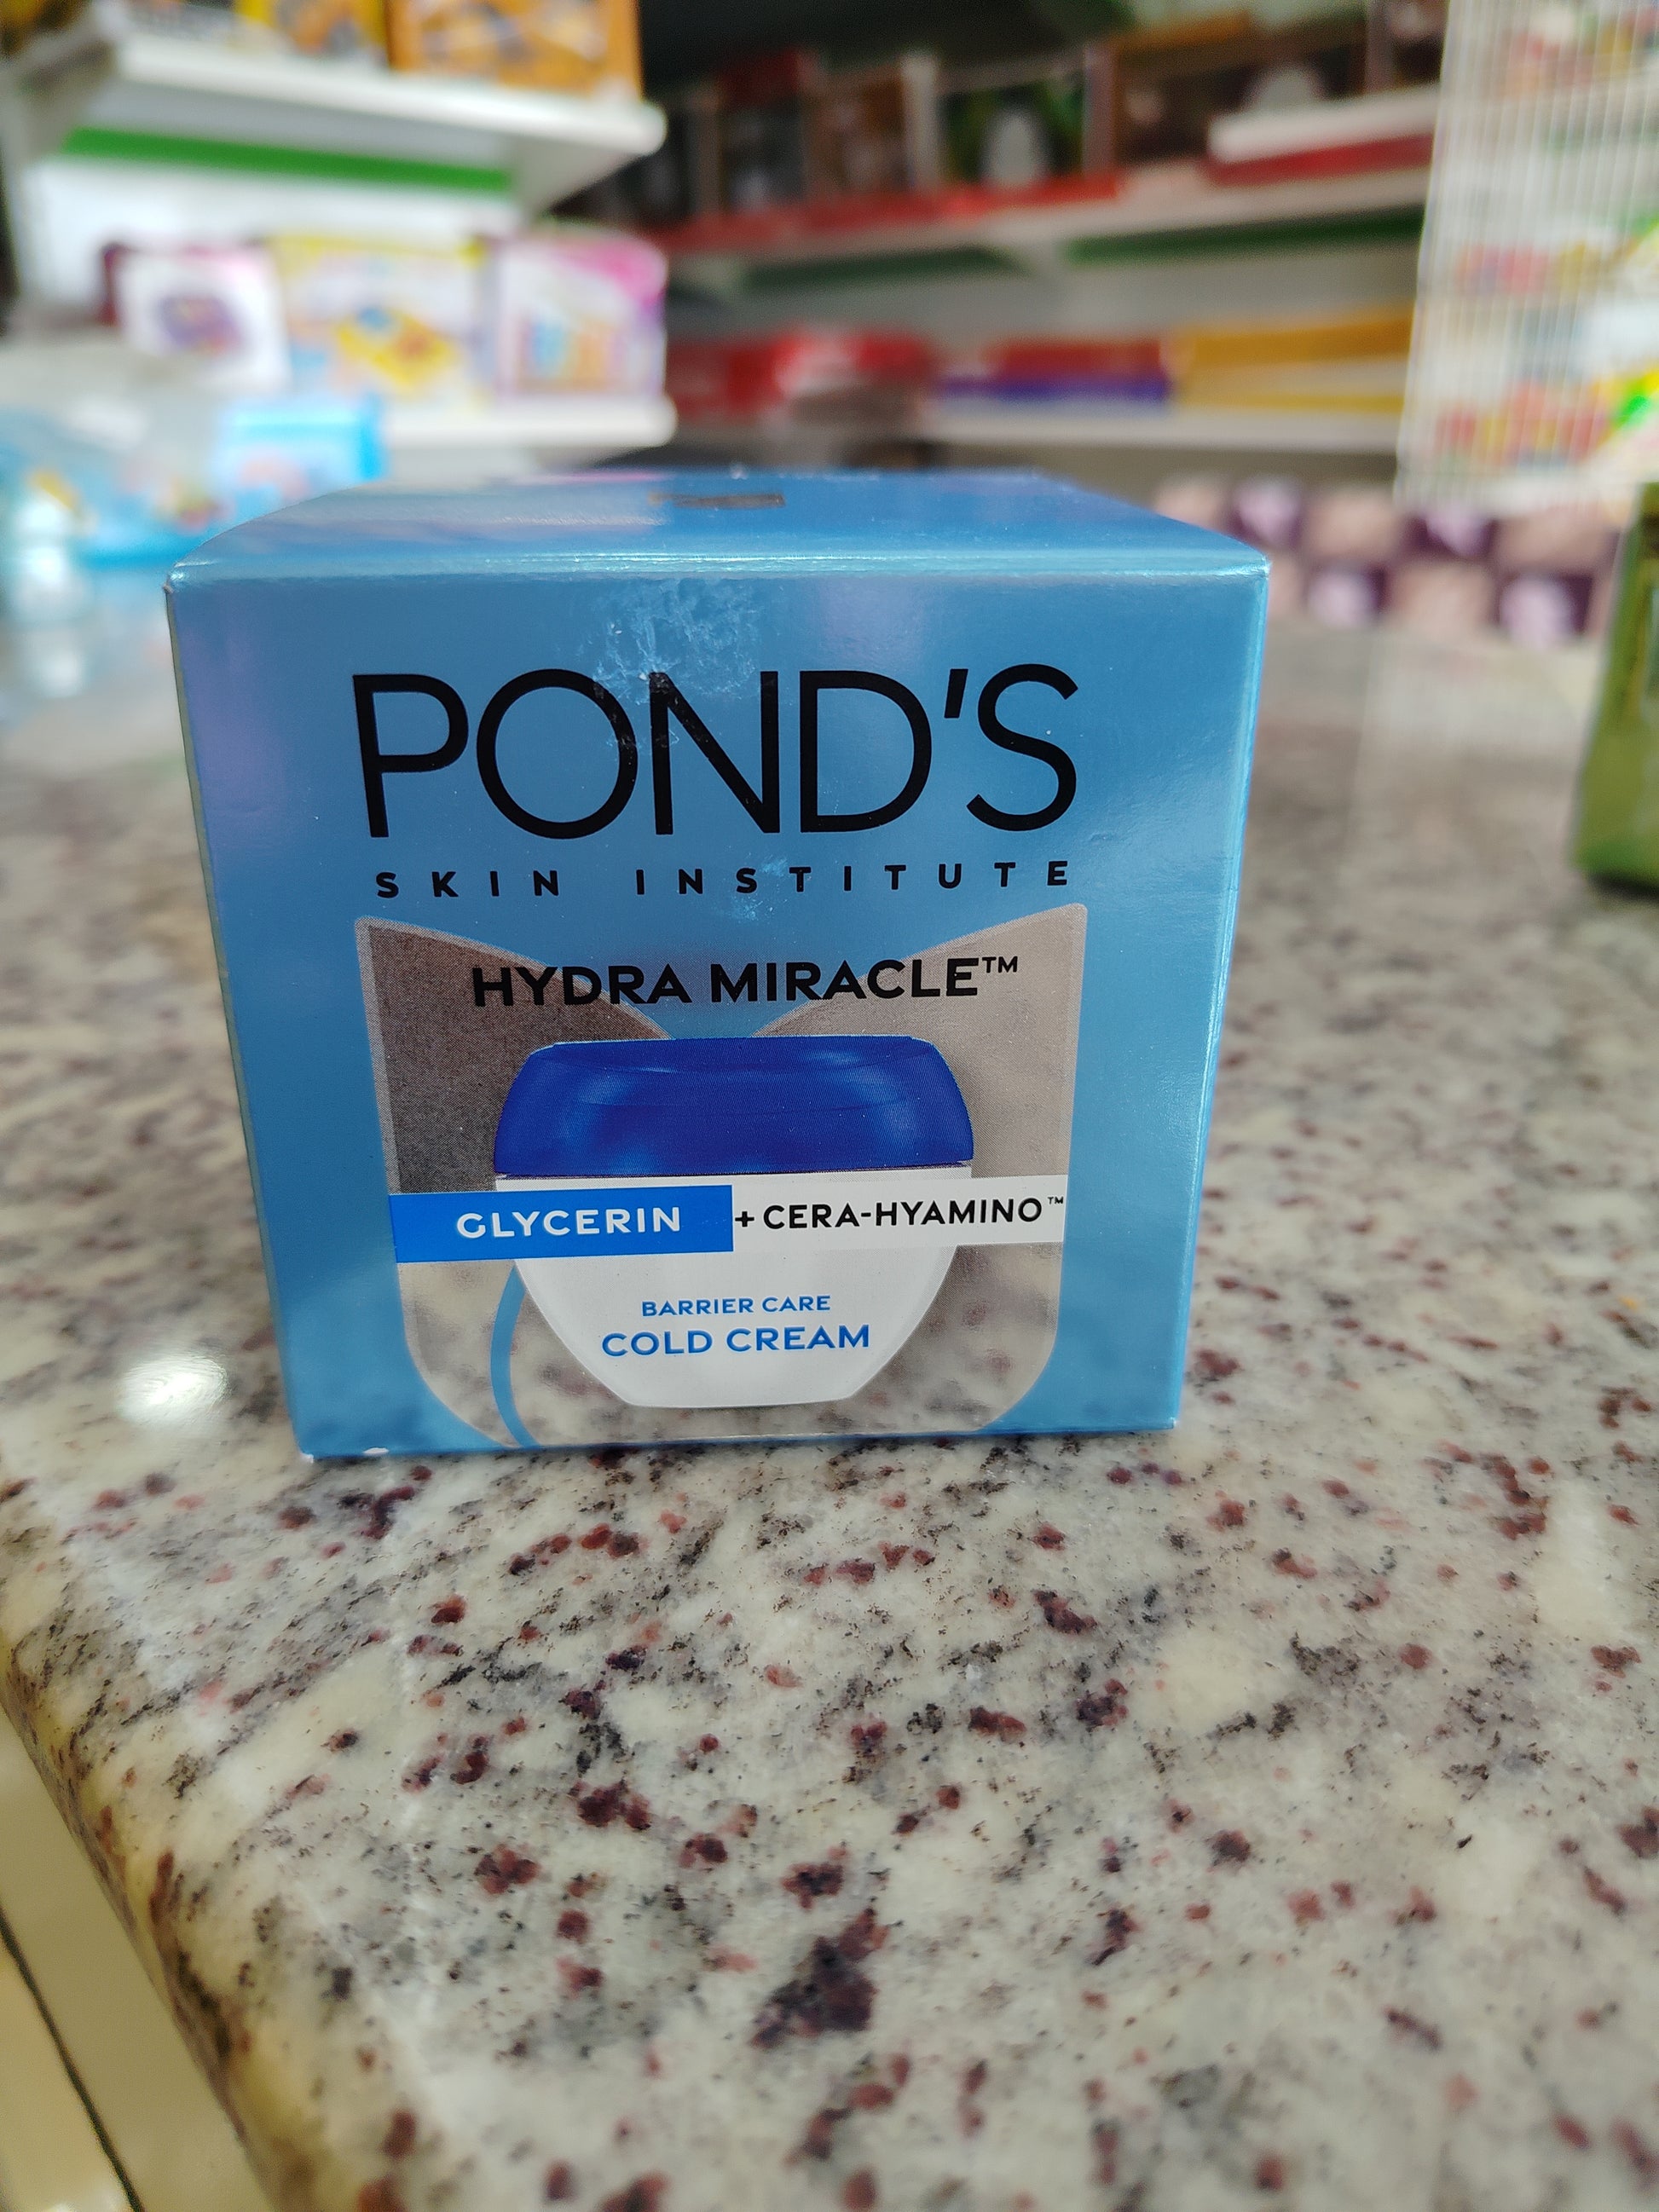 POND'S
SKIN INSTITUTE
HYDRA MIRACLE™
GLYCERIN + CERA-HYAMINO™
BARRIER CARE
COLD CREAM